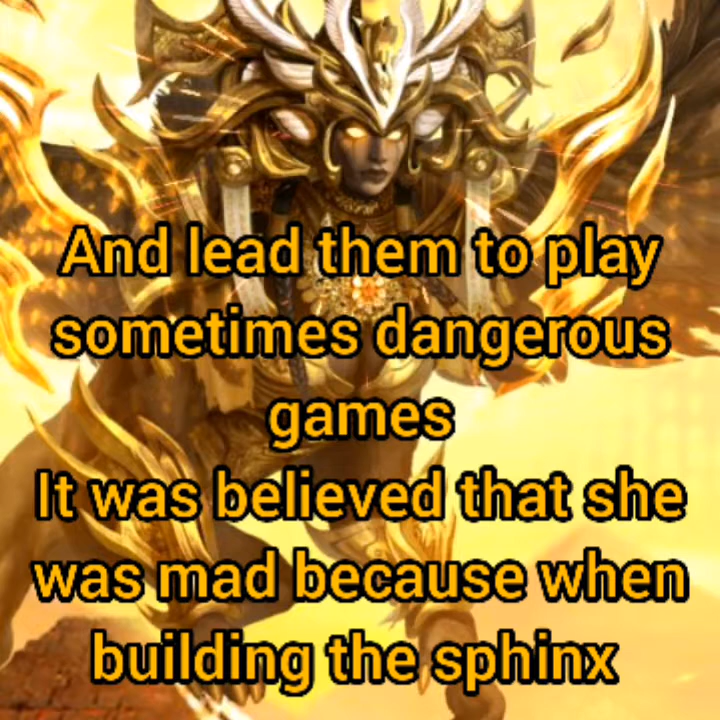 And lead them to play
sometimes dangerous
games
It was believed that she
was mad because when
building the sphinx